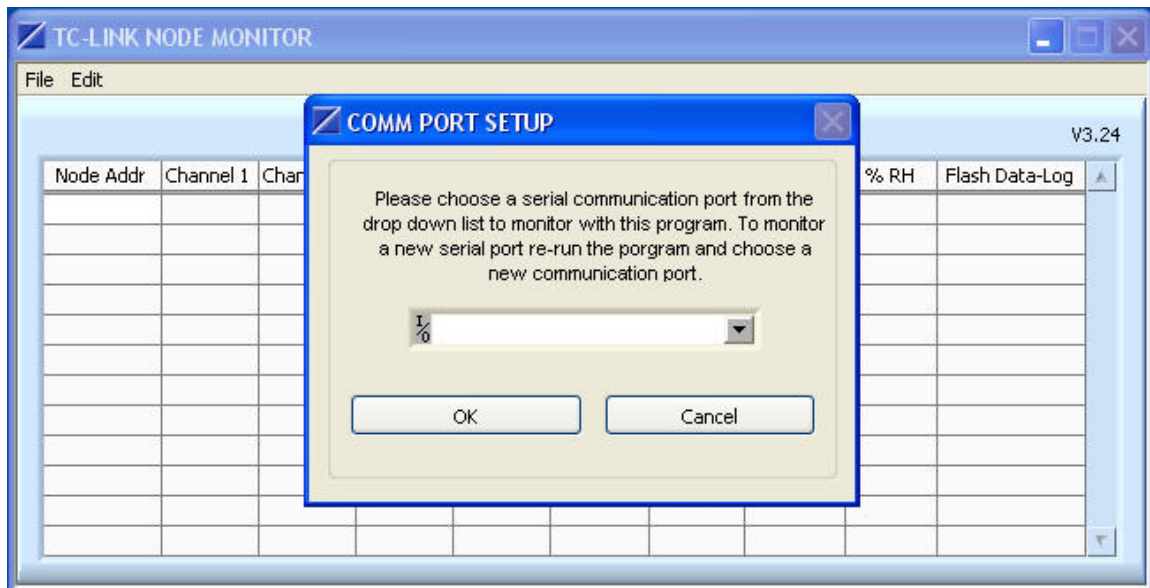 TC-LINK NODE MONITOR
File Edit
COMM PORT SETUP
V3.24
Node Addr Channel 1 Chan % RH Flash Data-Log
Please choose a serial communication port from the
drop down list to monitor with this program. To monitor
a new serial port re-run the porgram and choose a
new communication port.
I/O
OK Cancel